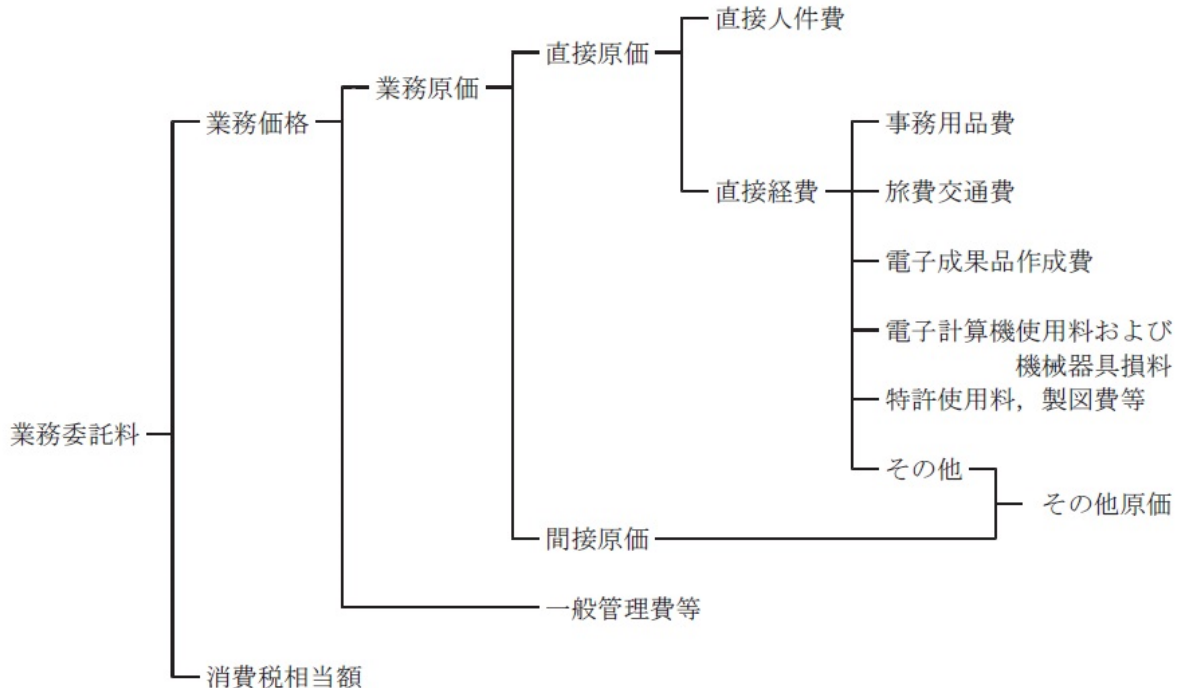 直接人件費
直接原価
業務原価
業務価格
事務用品費
直接経費
旅費交通費
電子成果品作成費
電子計算機使用料および
機械器具損料
特許使用料，製図費等
業務委託料
その他
その他原価
間接原価
一般管理費等
消費税相当額